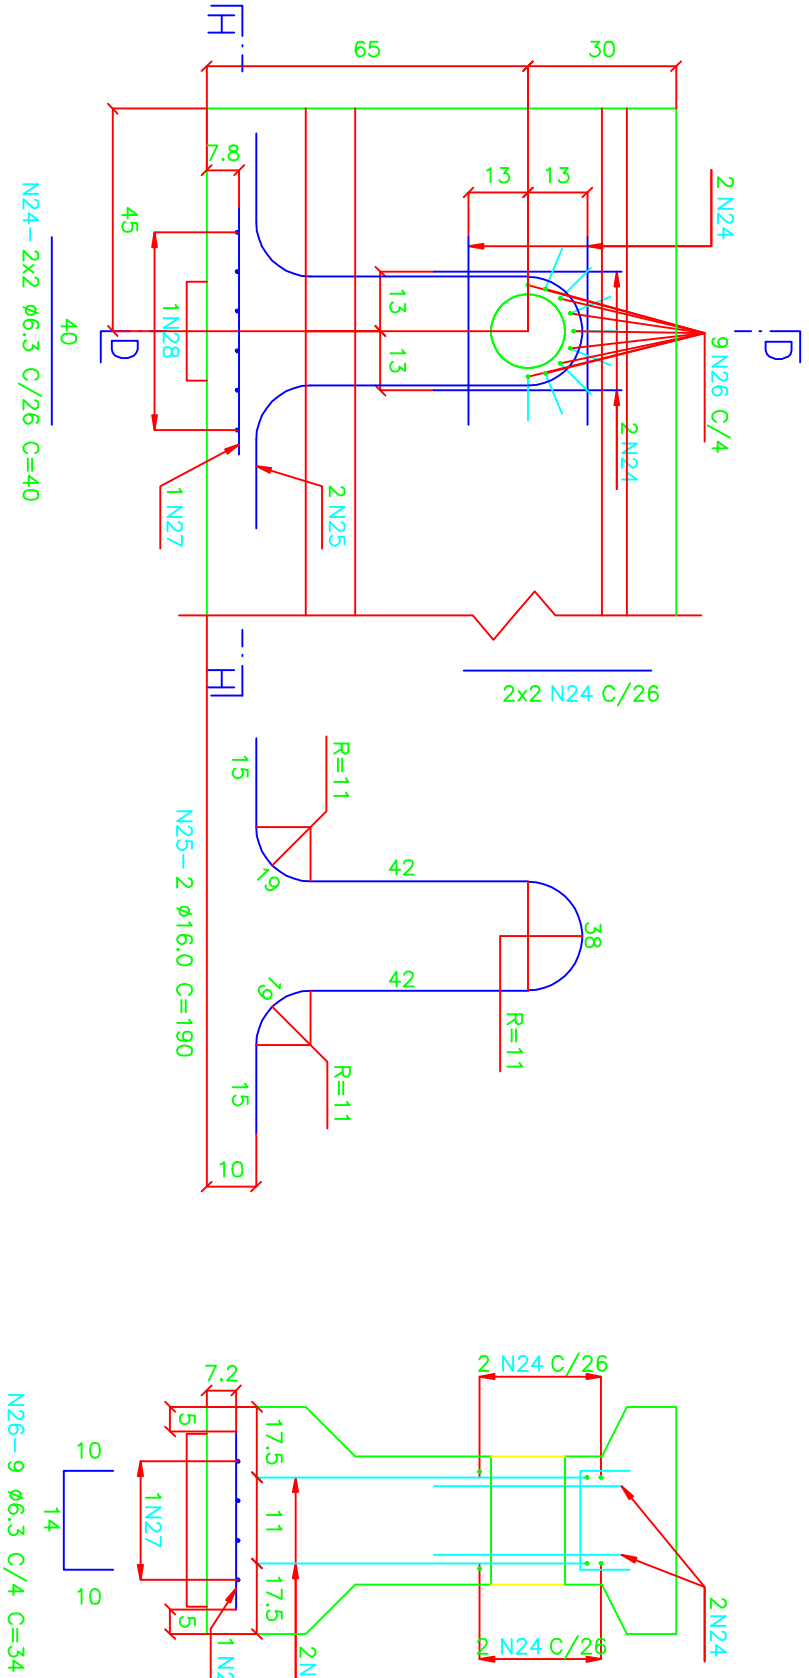 H
65
30
7.8
13
13
2 N24
45
13
13
1N28
40
N24- 2x2 ø6.3 C/26 C=40
D
D
9 N26 C/4
2 N24
1 N27
2 N25
H
2x2 N24 C/26
15
R=11
19
42
38
42
R=11
19
R=11
15
N25- 2 ø16.0 C=190
10
7.2
2 N24 C/26
5
17.5
10
14
10
1N27
11
17.5
5
2 N24
2 N24 C/26
N26- 9 ø6.3 C/4 C=34